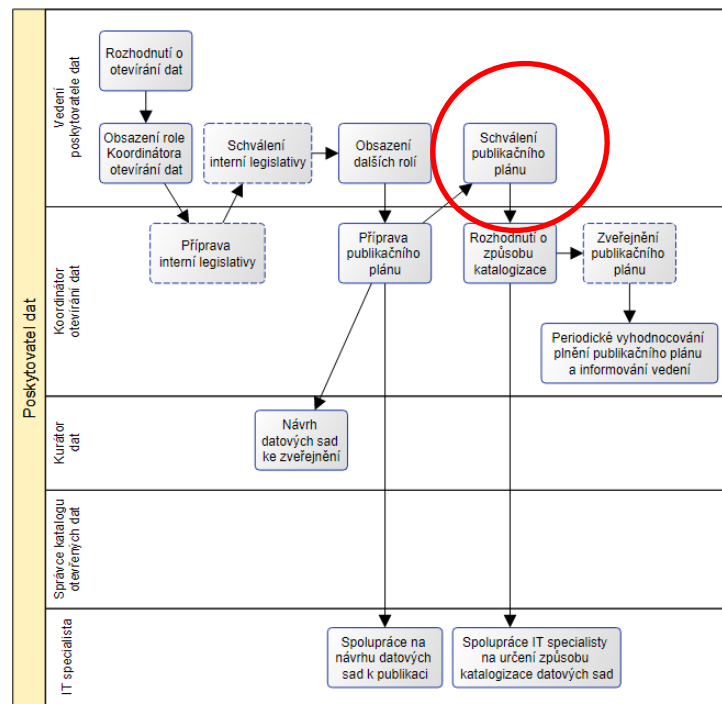 Poskytovatel dat
Vedení
poskytovatele dat
Rozhodnutí o
otevírání dat
Obsazení role
Koordinátora
otevírání dat
Schválení
interní legislativy
Obsazení
dalších rolí
Schválení
publikačního
plánu
Koordinátor
otevírání dat
Příprava
interní legislativy
Příprava
publikačního
plánu
Rozhodnutí o
způsobu
katalogizace
Zveřejnění
publikačního
plánu
Periodické vyhodnocování
plnění publikačního plánu
a informování vedení
Kurátor
dat
Návrh
datových sad
ke zveřejnění
Správce katalogu
otevřených dat
IT specialista
Spolupráce na
návrhu datových
sad k publikaci
Spolupráce IT specialisty
na určení způsobu
katalogizace datových sad